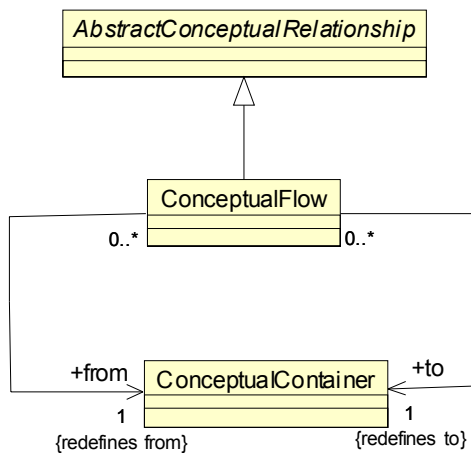 AbstractConceptualRelationship
ConceptualFlow
0..*
0..*
+from
+to
ConceptualContainer
1
1
{redefines from}
{redefines to}